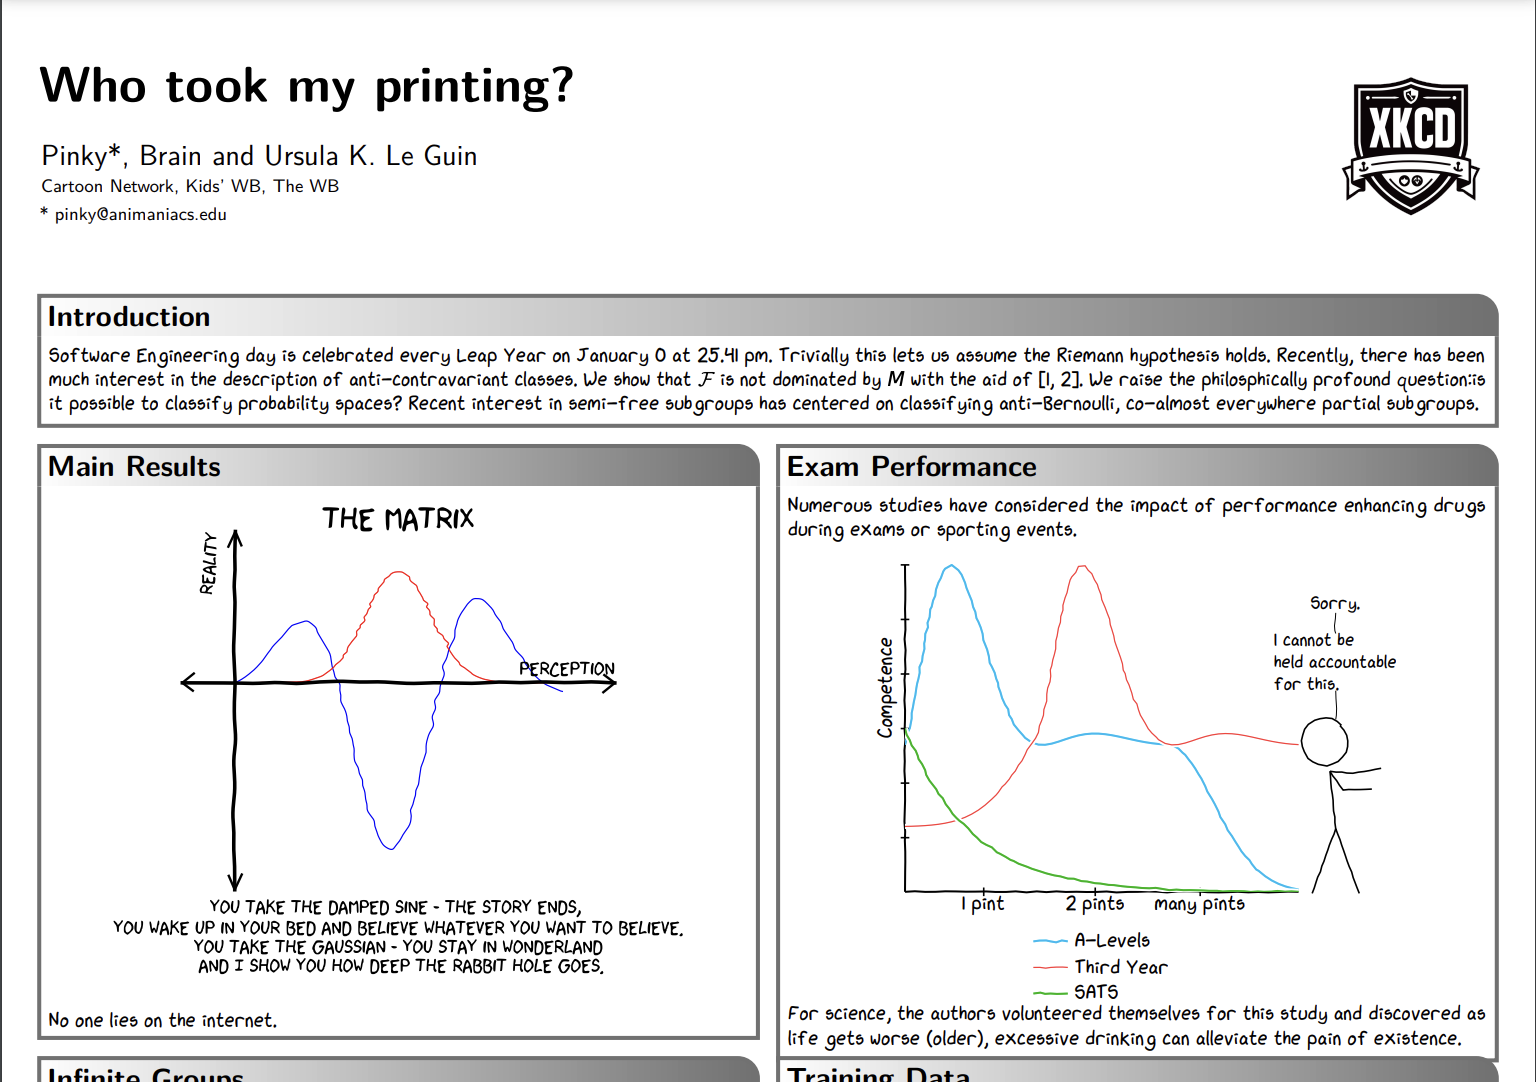 Who took my printing?
Pinky*, Brain and Ursula K. Le Guin
Cartoon Network, Kids' WB, The WB
* pinky@animaniacs.edu
XKCD
Introduction
Software Engineering day is celebrated every Leap Year on January 0 at 25.41 pm. Trivially this lets us assume the Riemann hypothesis holds. Recently, there has been
much interest in the description of anti-contravariant classes. We show that ℱ is not dominated by M with the aid of [1, 2]. We raise the philosphically profound question:is
it possible to classify probability spaces? Recent interest in semi-free subgroups has centered on classifying anti-Bernoulli, co-almost everywhere partial subgroups.
Main Results
THE MATRIX
REALITY
PERCEPTION
YOU TAKE THE DAMPED SINE - THE STORY ENDS,
YOU WAKE UP IN YOUR BED AND BELIEVE WHATEVER YOU WANT TO BELIEVE.
YOU TAKE THE GAUSSIAN - YOU STAY IN WONDERLAND
AND I SHOW YOU HOW DEEP THE RABBIT HOLE GOES.
No one lies on the internet.
Exam Performance
Numerous studies have considered the impact of performance enhancing drugs
during exams or sporting events.
Competence
Sorry.
I cannot be
held accountable
for this.
1 pint 2 pints many pints
A-Levels
Third Year
SATS
For science, the authors volunteered themselves for this study and discovered as
life gets worse (older), excessive drinking can alleviate the pain of existence.
Infinite Groups
Training Data